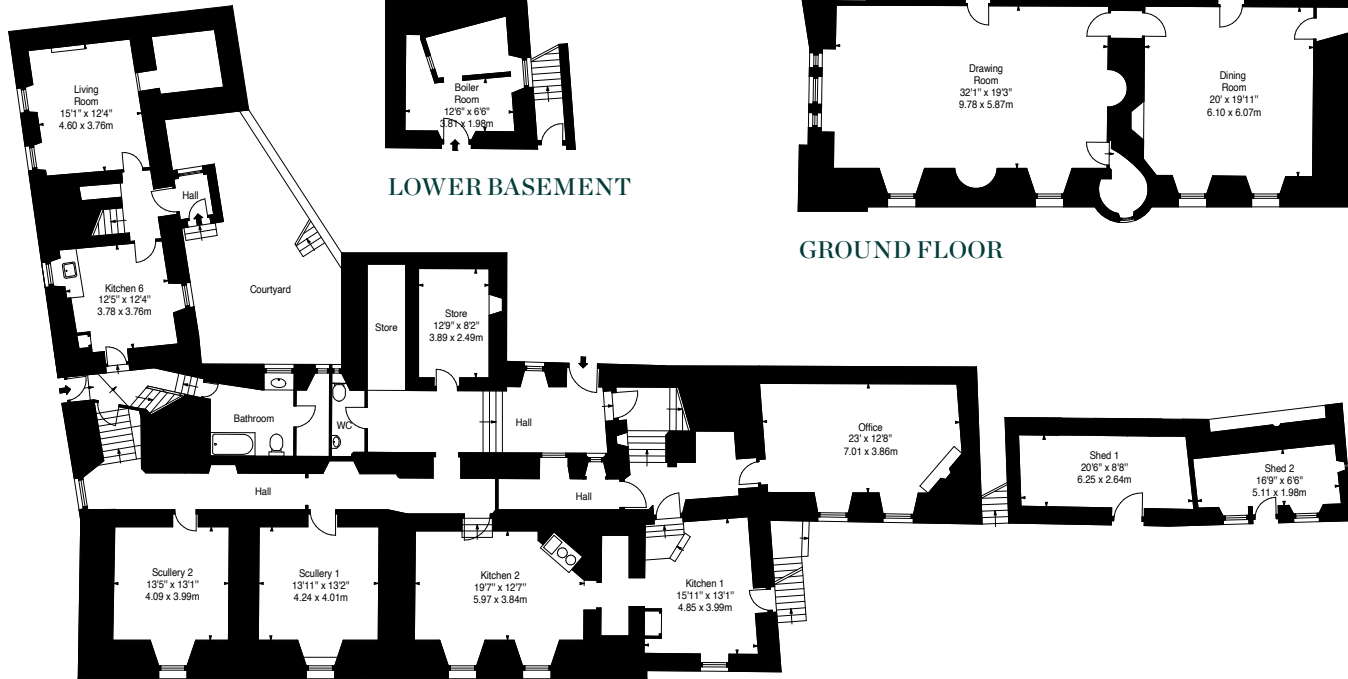 Living
Room
15'1" x 12'4"
4.60 x 3.76m
Hall
Kitchen 6
12'5" x 12'4"
3.78 x 3.76m
Courtyard
Boiler
Room
12'6" x 6'6"
3.81 x 1.98m
LOWER BASEMENT
Drawing
Room
32'1" x 19'3"
9.78 x 5.87m
Dining
Room
20' x 19'11"
6.10 x 6.07m
GROUND FLOOR
Store
Store
12'9" x 8'2"
3.89 x 2.49m
Bathroom
WC
Hall
Office
23' x 12'8"
7.01 x 3.86m
Shed 1
20'6" x 8'8"
6.25 x 2.64m
Shed 2
16'9" x 6'6"
5.11 x 1.98m
Hall
Hall
Scullery 2
13'5" x 13'1"
4.09 x 3.99m
Scullery 1
13'11" x 13'2"
4.24 x 4.01m
Kitchen 2
19'7" x 12'7"
5.97 x 3.84m
Kitchen 1
15'11" x 13'1"
4.85 x 3.99m